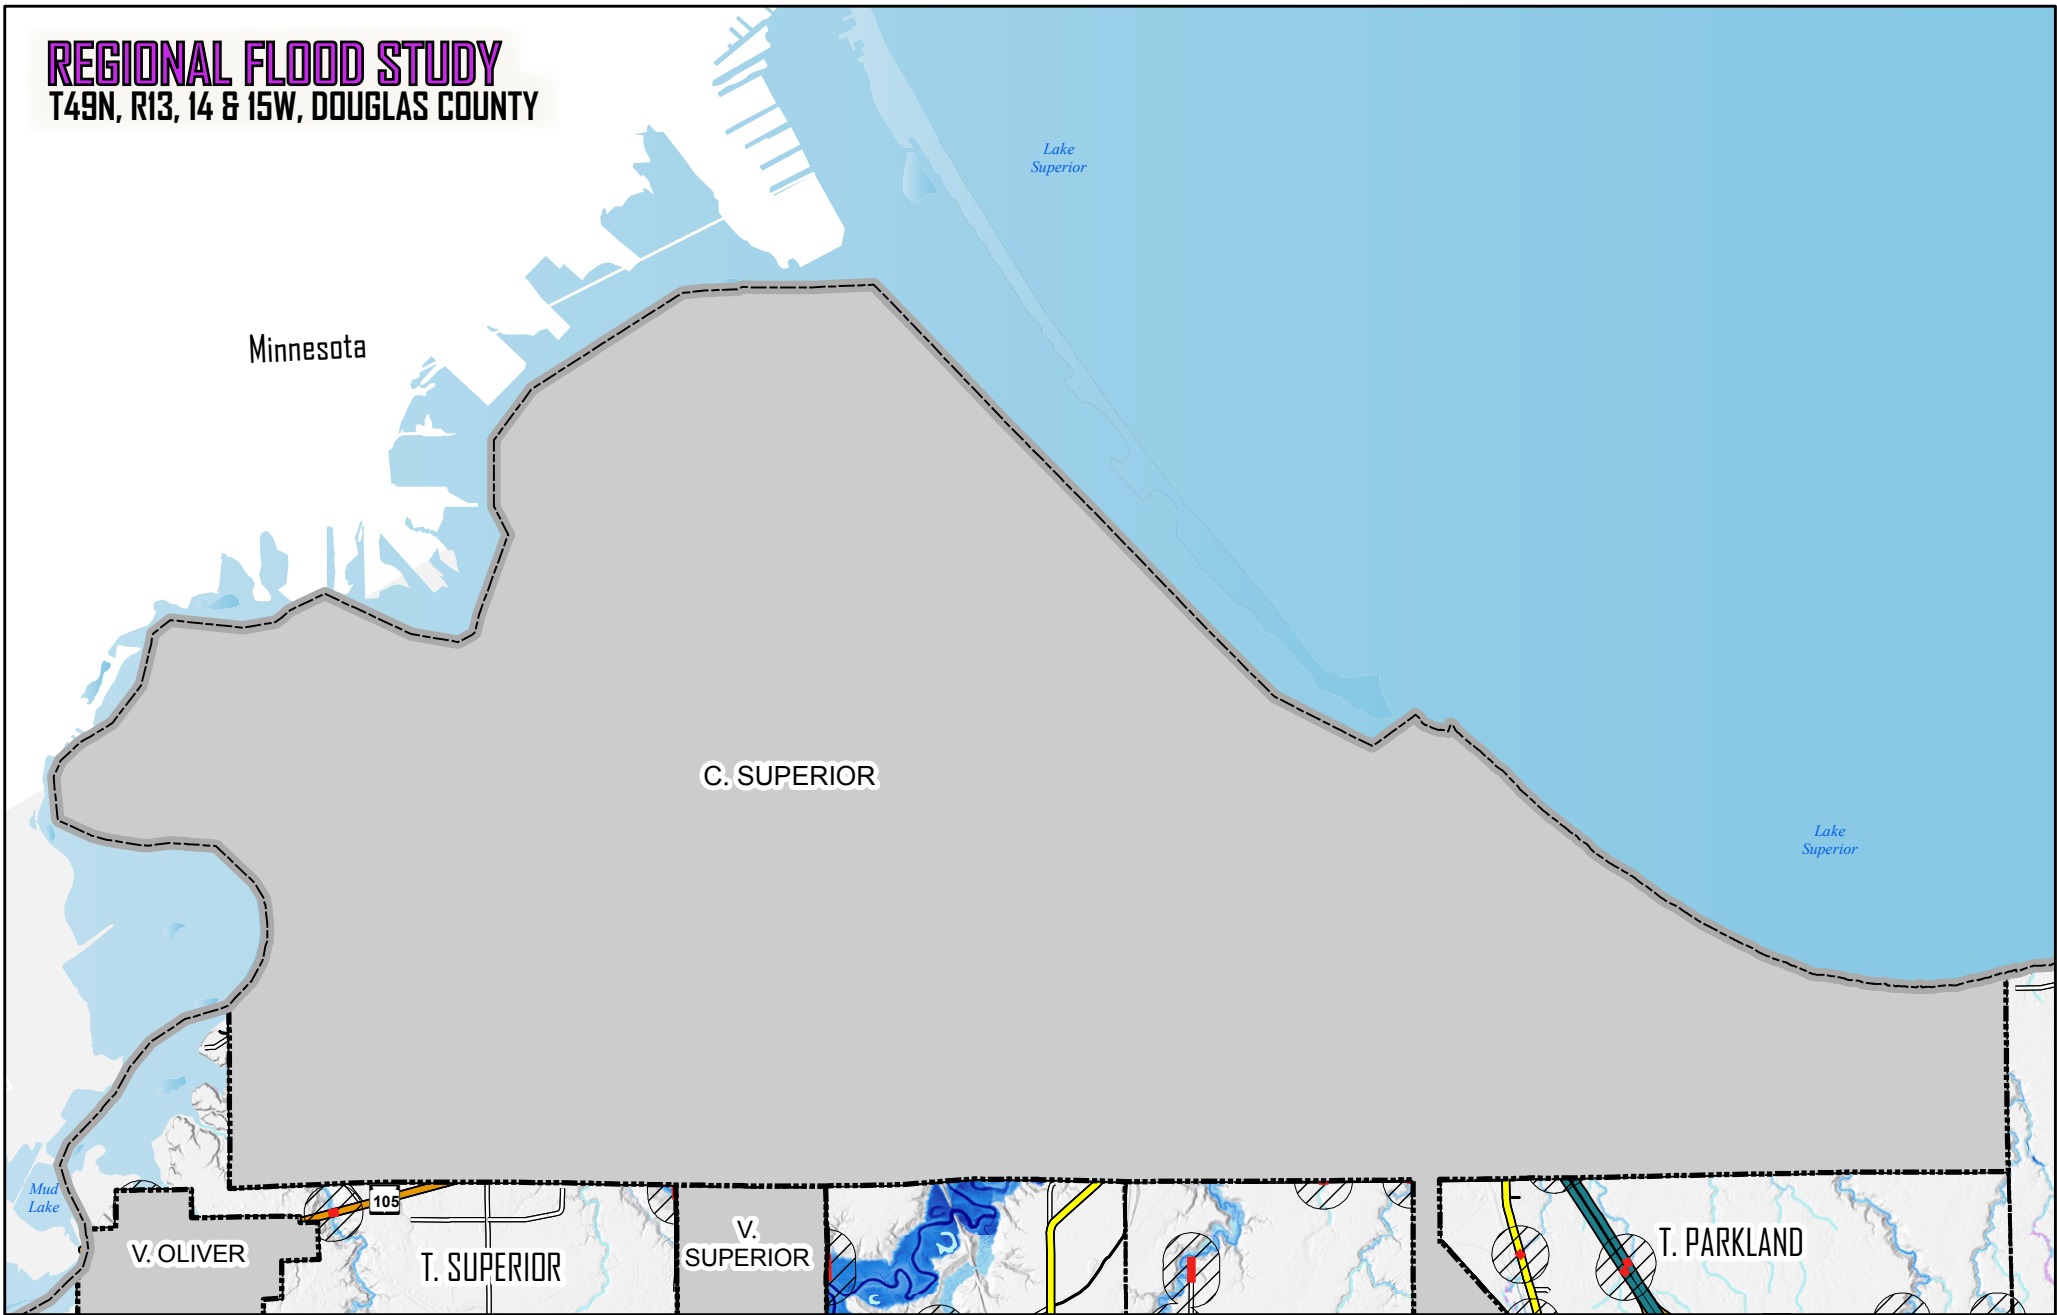 REGIONAL FLOOD STUDY
T49N, R13, 14 & 15W, DOUGLAS COUNTY
Lake
Superior
Minnesota
C. SUPERIOR
Lake
Superior
Mud
Lake
105
V. OLIVER
T. SUPERIOR
V.
SUPERIOR
T. PARKLAND